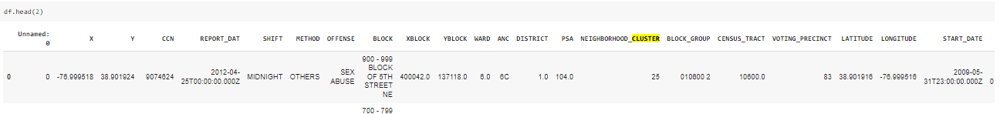 df.head(2)
Unnamed: 0 X Y CCN REPORT_DAT SHIFT METHOD OFFENSE BLOCK XBLOCK YBLOCK WARD ANC DISTRICT PSA NEIGHBORHOOD_CLUSTER BLOCK_GROUP CENSUS_TRACT VOTING_PRECINCT LATITUDE LONGITUDE START_DATE
0 0 -76.999518 38.901924 9074624 2012-04-25T00:00:00.000Z MIDNIGHT OTHERS SEX ABUSE 900 - 999 BLOCK OF 5TH STREET NE 400042.0 137118.0 6.0 6C 1.0 104.0 25 010600 2 10600.0 83 38.901916 -76.999516 2009-05-31T23:00:00.000Z 0
700 - 799